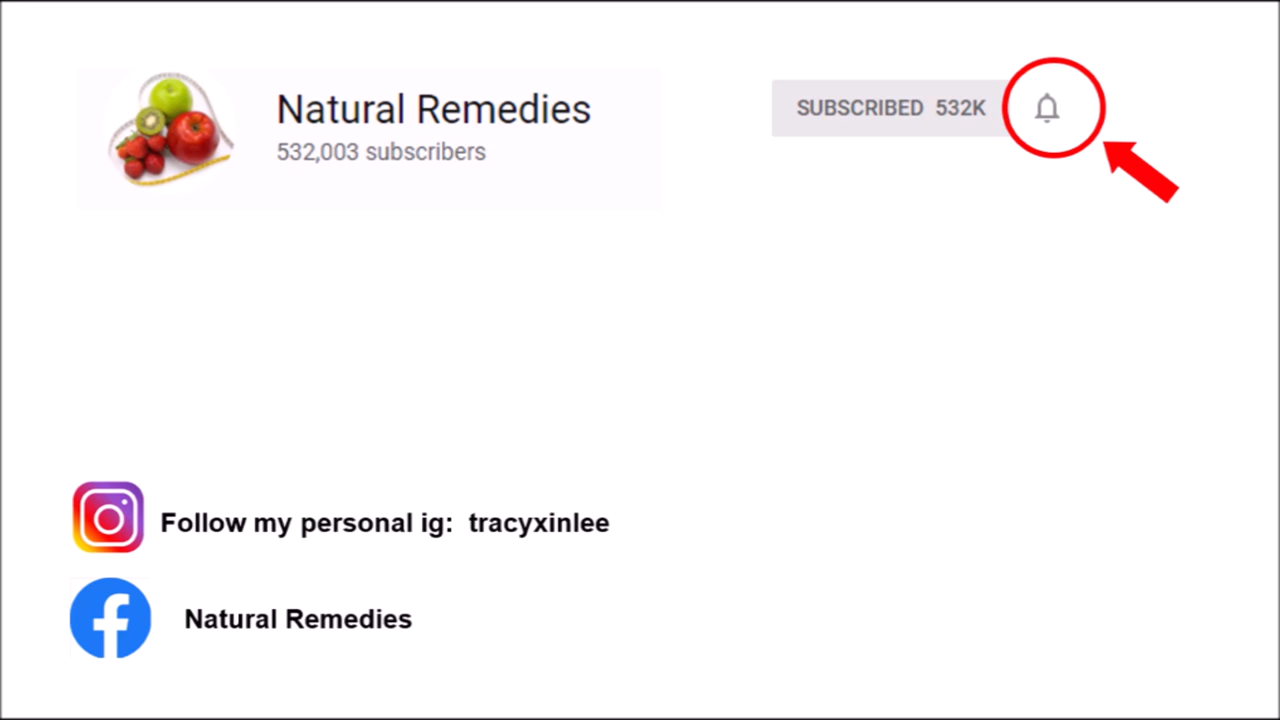 Natural Remedies
532,003 subscribers
SUBSCRIBED 532K
Follow my personal ig: tracyxinlee
Natural Remedies